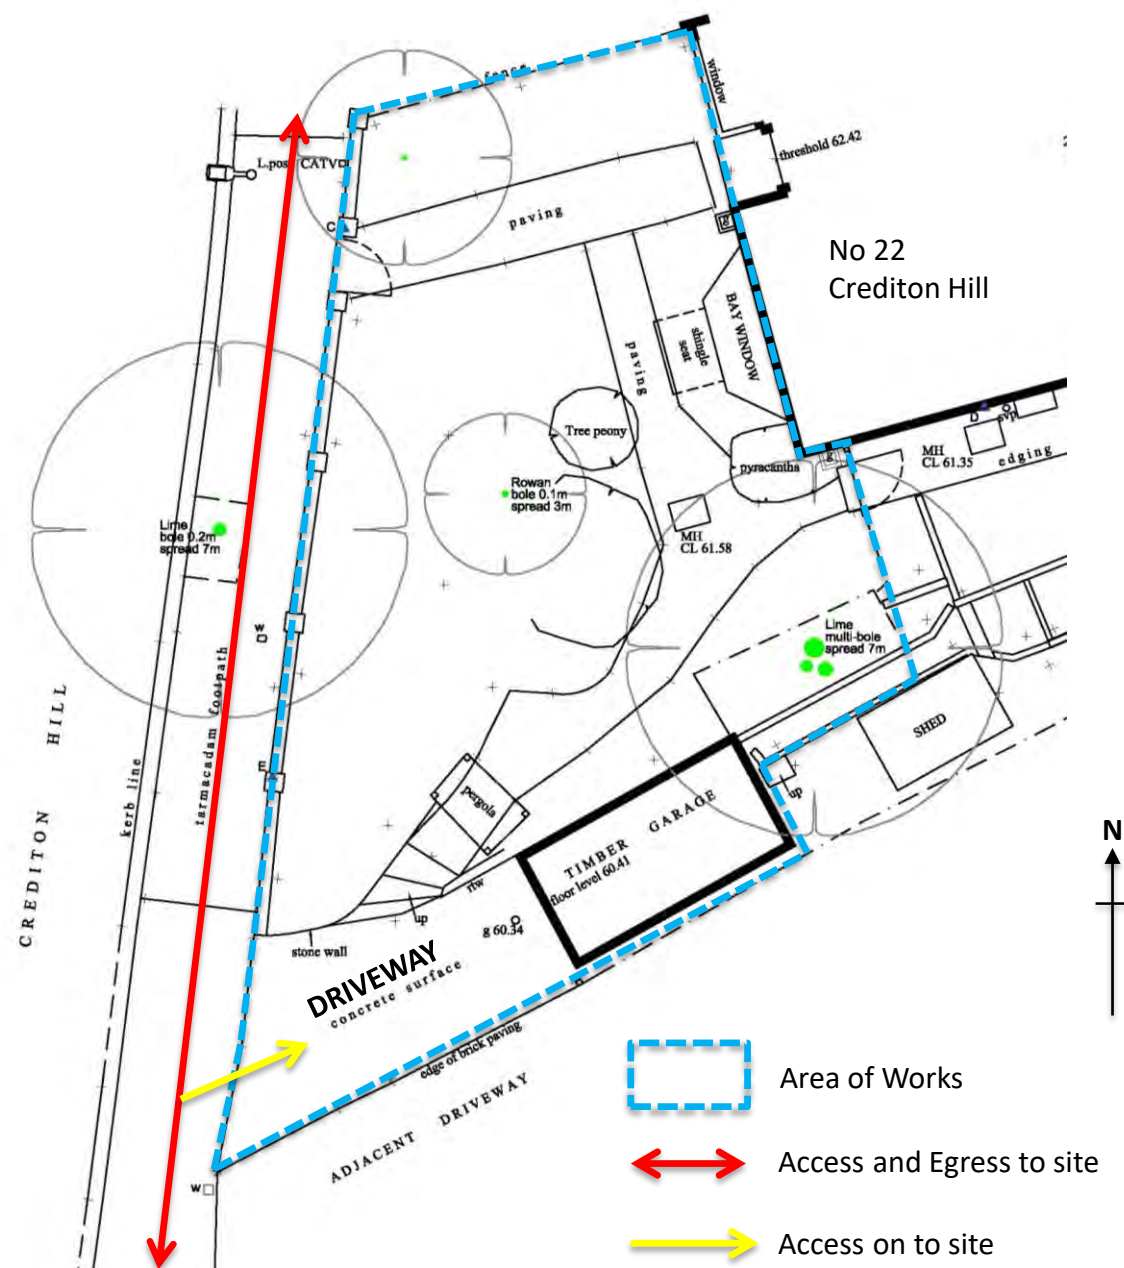 fence
window
threshold 62.42
L.post CATV
C
paving
g
No 22
Crediton Hill
BAY WINDOW
shingle
seat
paving
Tree peony
D
svp
MH
CL 61.35
edging
g
pyracantha
Rowan
bole 0.1m
spread 3m
MH
CL 61.58
Lime
bole 0.2m
spread 7m
W
Lime
multi-bole
spread 7m
CREDITON HILL
kerb line
tarmacadam footpath
E
SHED
up
pergola
TIMBER GARAGE
floor level 60.41
rtw
up
g 60.34
stone wall
DRIVEWAY
concrete surface
edge of brick paving
ADJACENT DRIVEWAY
W
N
Area of Works
Access and Egress to site
Access on to site